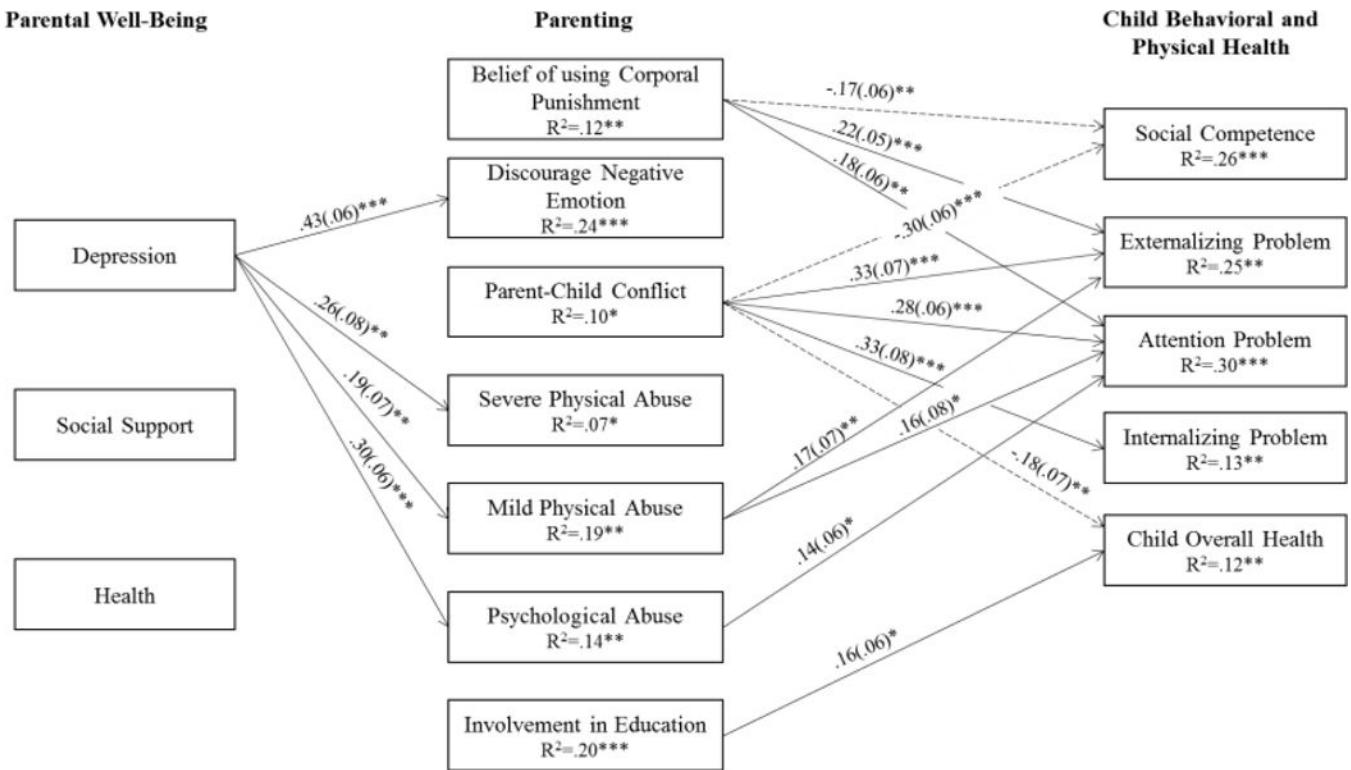 Parental Well-Being
Parenting
Child Behavioral and
Physical Health
Belief of using Corporal
Punishment
R²=.12**
Discourage Negative
Emotion
R²=.24***
Parent-Child Conflict
R²=.10*
Severe Physical Abuse
R²=.07*
Mild Physical Abuse
R²=.19**
Psychological Abuse
R²=.14**
Involvement in Education
R²=.20***
Depression
Social Support
Health
Social Competence
R²=.26***
Externalizing Problem
R²=.25**
Attention Problem
R²=.30***
Internalizing Problem
R²=.13**
Child Overall Health
R²=.12**
.43(.06)***
.26(.08)**
.19(.07)**
.30(.06)***
-.17(.06)**
.22(.05)***
.18(.06)**
-.30(.06)***
.33(.07)***
.28(.06)***
.33(.08)***
-.18(.07)**
.17(.07)**
.16(.08)*
.14(.06)*
.16(.06)*